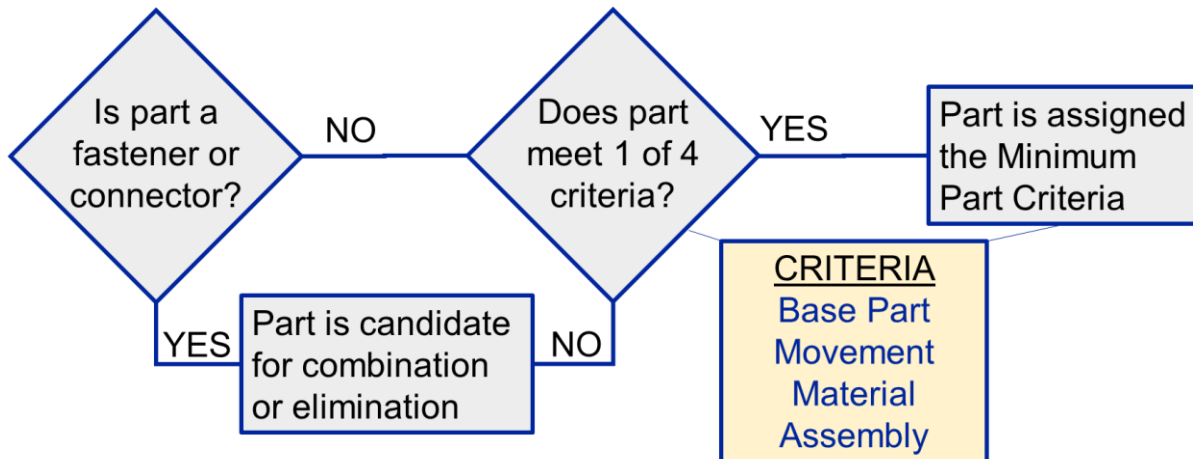 Is part a
fastener or
connector?
NO
Does part
meet 1 of 4
criteria?
YES
Part is assigned
the Minimum
Part Criteria
YES
Part is candidate
for combination
or elimination
NO
CRITERIA
Base Part
Movement
Material
Assembly